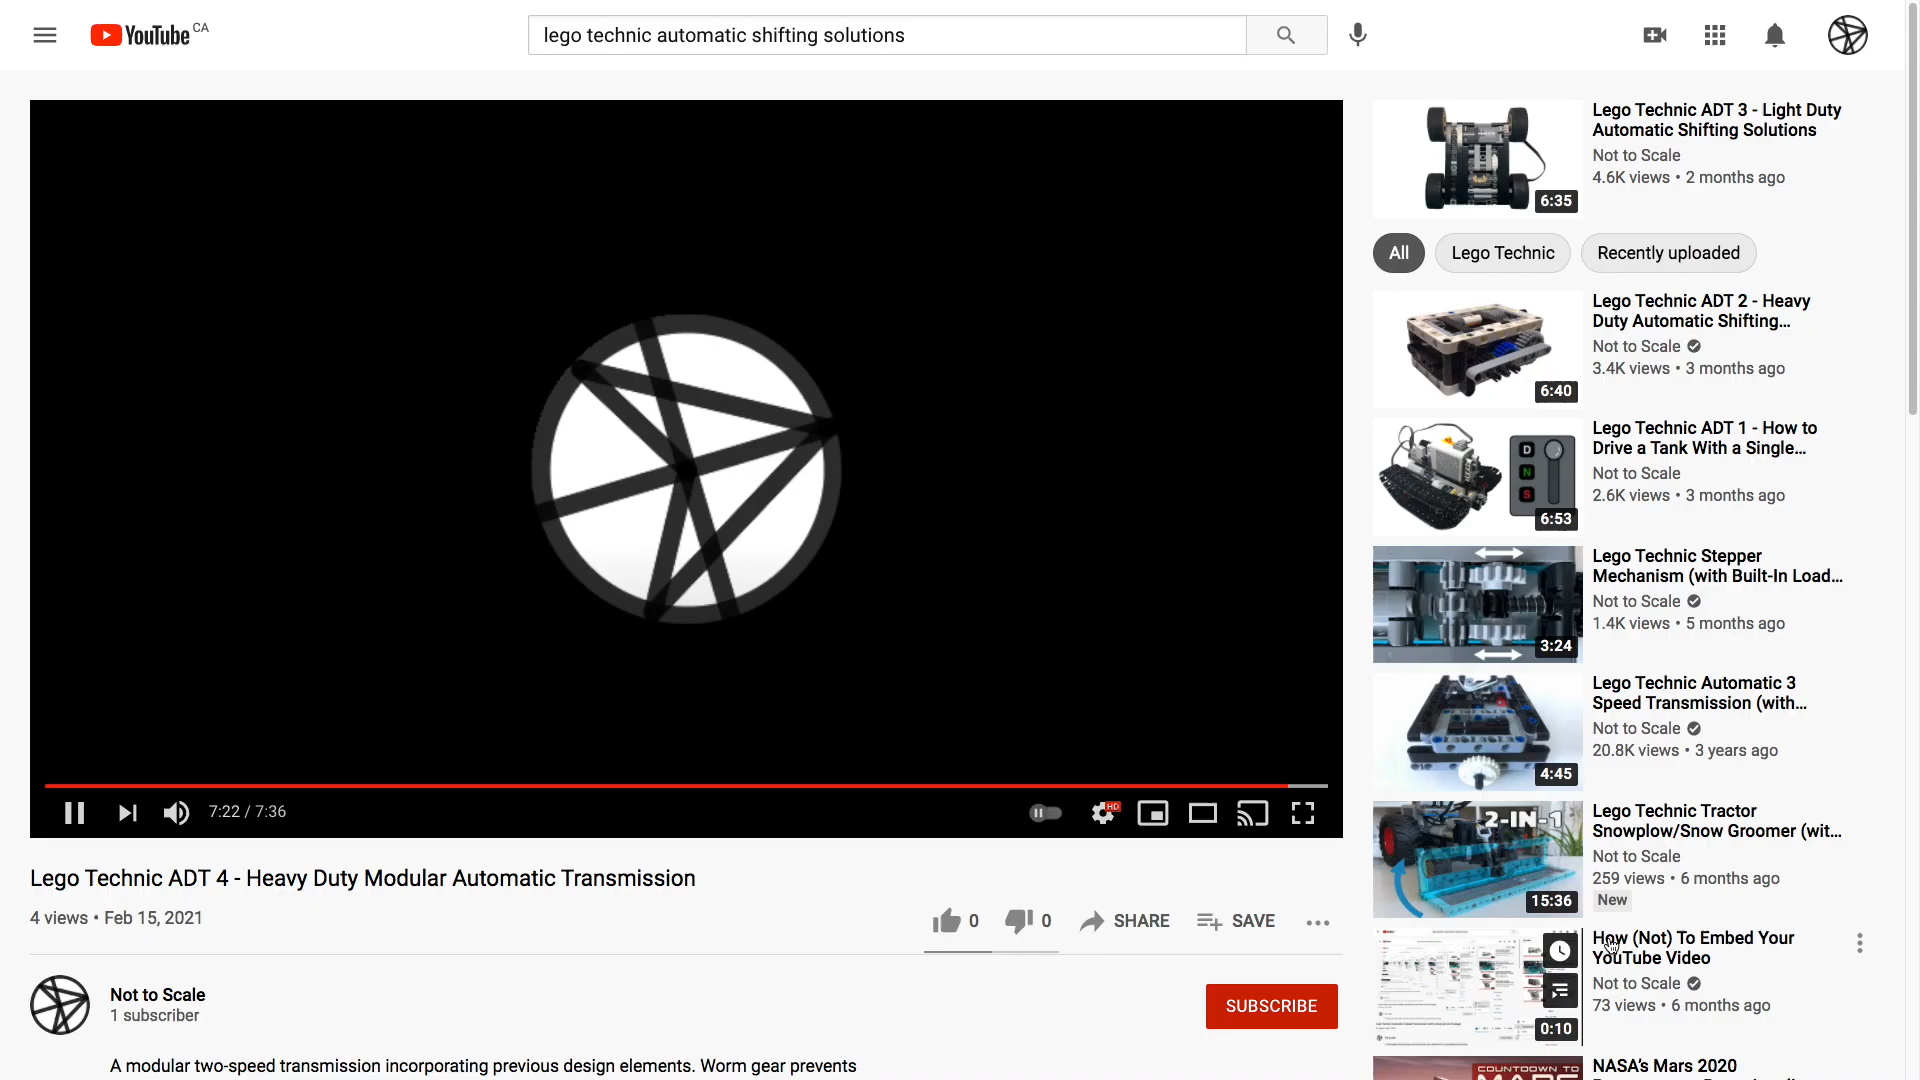 YouTube CA
lego technic automatic shifting solutions
HD
7:22 / 7:36
Lego Technic ADT 4 - Heavy Duty Modular Automatic Transmission
4 views • Feb 15, 2021
0
0
SHARE
SAVE
Not to Scale
1 subscriber
SUBSCRIBE
A modular two-speed transmission incorporating previous design elements. Worm gear prevents
6:35
Lego Technic ADT 3 - Light Duty
Automatic Shifting Solutions
Not to Scale
4.6K views • 2 months ago
All
Lego Technic
Recently uploaded
6:40
Lego Technic ADT 2 - Heavy
Duty Automatic Shifting...
Not to Scale
3.4K views • 3 months ago
D
N
S
6:53
Lego Technic ADT 1 - How to
Drive a Tank With a Single...
Not to Scale
2.6K views • 3 months ago
3:24
Lego Technic Stepper
Mechanism (with Built-In Load...
Not to Scale
1.4K views • 5 months ago
4:45
Lego Technic Automatic 3
Speed Transmission (with...
Not to Scale
20.8K views • 3 years ago
2-IN-1
15:36
Lego Technic Tractor
Snowplow/Snow Groomer (wit...
Not to Scale
259 views • 6 months ago
New
0:10
How (Not) To Embed Your
YouTube Video
Not to Scale
73 views • 6 months ago
COUNTDOWN TO
NASA's Mars 2020